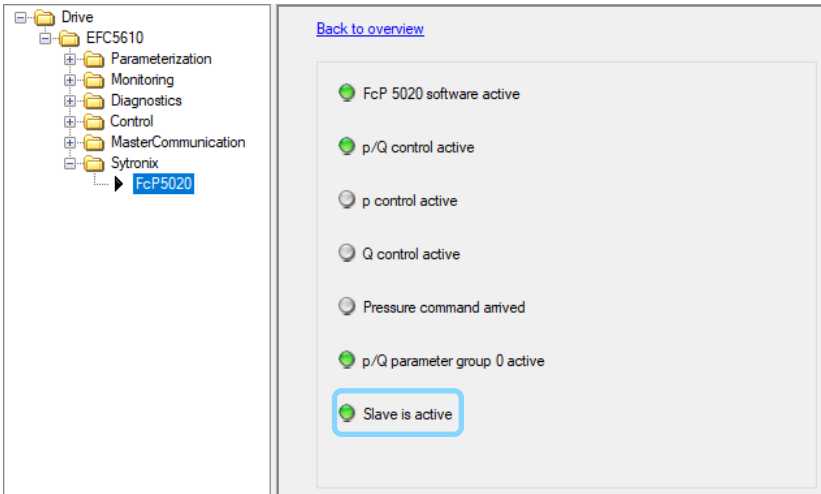 Drive
EFC5610
Parameterization
Monitoring
Diagnostics
Control
MasterCommunication
Sytronix
FcP5020
Back to overview
FcP 5020 software active
p/Q control active
p control active
Q control active
Pressure command arrived
p/Q parameter group 0 active
Slave is active